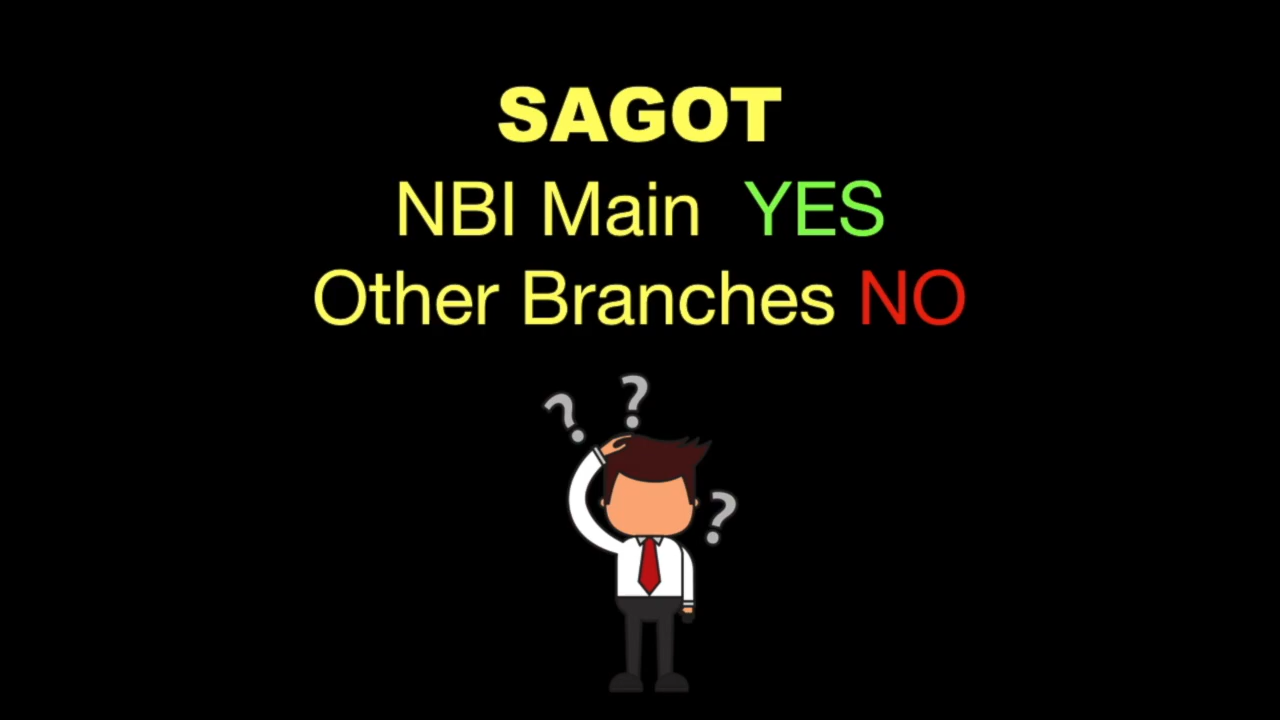 SAGOT
NBI Main YES
Other Branches NO
? ? ?